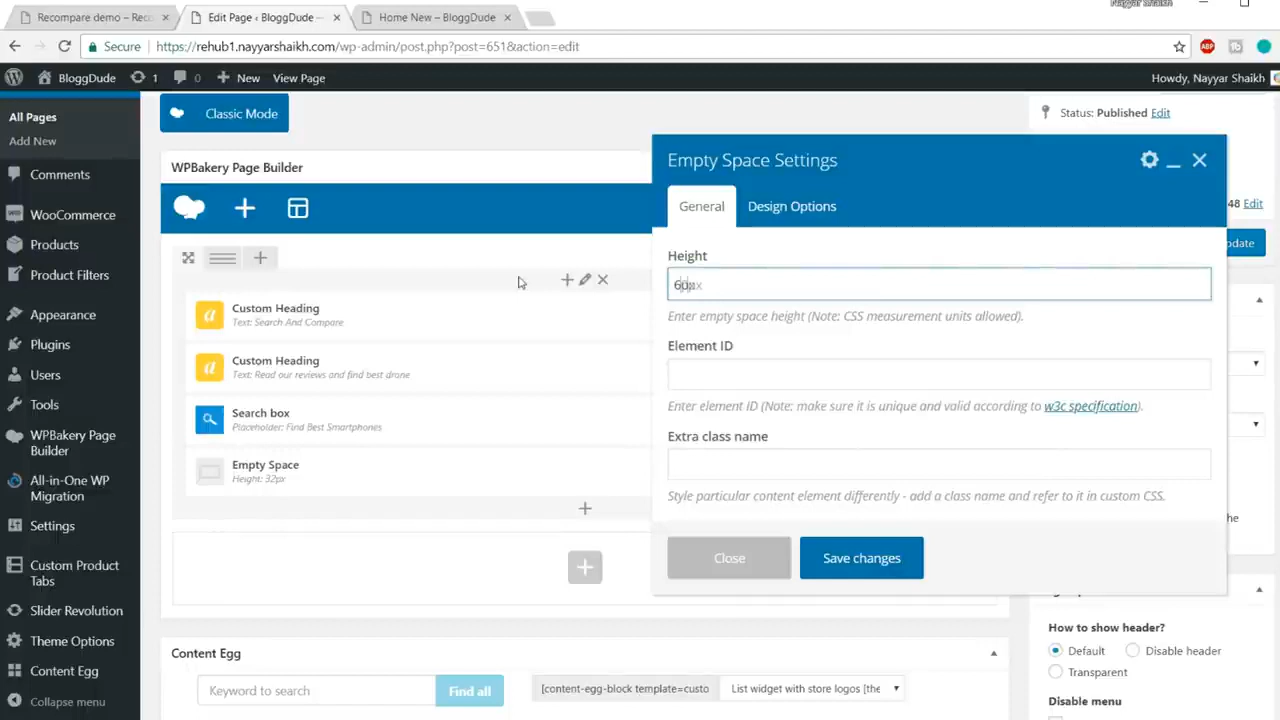 Recompare demo – Reco
Edit Page ‹ BloggDude —
Home New – BloggDude
Nayyar Shaikh
Secure
https://rehub1.nayyarshaikh.com/wp-admin/post.php?post=651&action=edit
ABP
BloggDude
1
0
New
View Page
Howdy, Nayyar Shaikh
All Pages
Add New
Comments
WooCommerce
Products
Product Filters
Appearance
Plugins
Users
Tools
WPBakery Page
Builder
All-in-One WP
Migration
Settings
Custom Product
Tabs
Slider Revolution
Theme Options
Content Egg
Collapse menu
Classic Mode
WPBakery Page Builder
Custom Heading
Text: Search And Compare
Custom Heading
Text: Read our reviews and find best drone
Search box
Placeholder: Find Best Smartphones
Empty Space
Height: 32px
Content Egg
Keyword to search
Find all
[content-egg-block template=custo
List widget with store logos [the
Empty Space Settings
General
Design Options
Height
Enter empty space height (Note: CSS measurement units allowed).
Element ID
Enter element ID (Note: make sure it is unique and valid according to w3c specification).
Extra class name
Style particular content element differently - add a class name and refer to it in custom CSS.
Close
Save changes
Status: Published Edit
48 Edit
pdate
he
How to show header?
Default
Disable header
Transparent
Disable menu